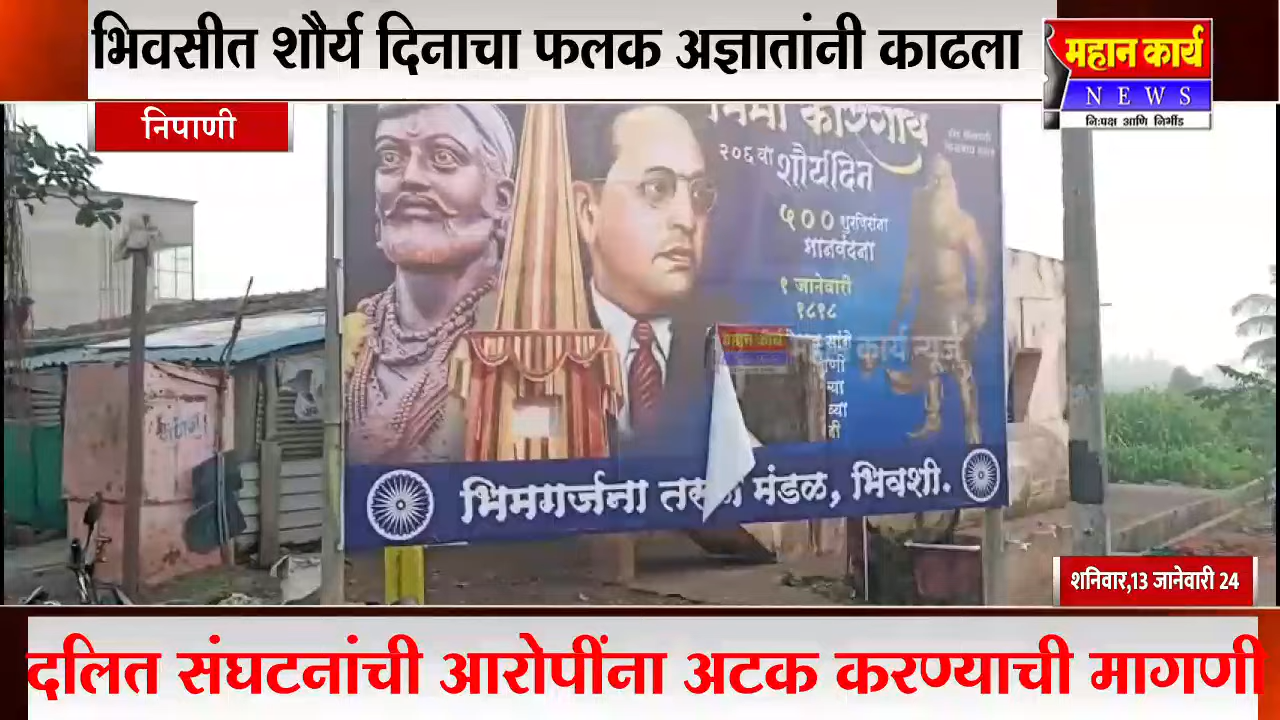 भिवसीत शौर्य दिनाचा फलक अज्ञातांनी काढला
महान कार्य
NEWS
निःपक्ष आणि निर्भीड
निपाणी
भिमा कोरेगाव
२०६ वा
शौर्यदिन
५०० शुरविरांना
मानवंदना
१ जानेवारी
१८१८
महान कार्य न्यूज
भिमगर्जना तरुण मंडळ, भिवशी.
शनिवार,13 जानेवारी 24
दलित संघटनांची आरोपींना अटक करण्याची मागणी